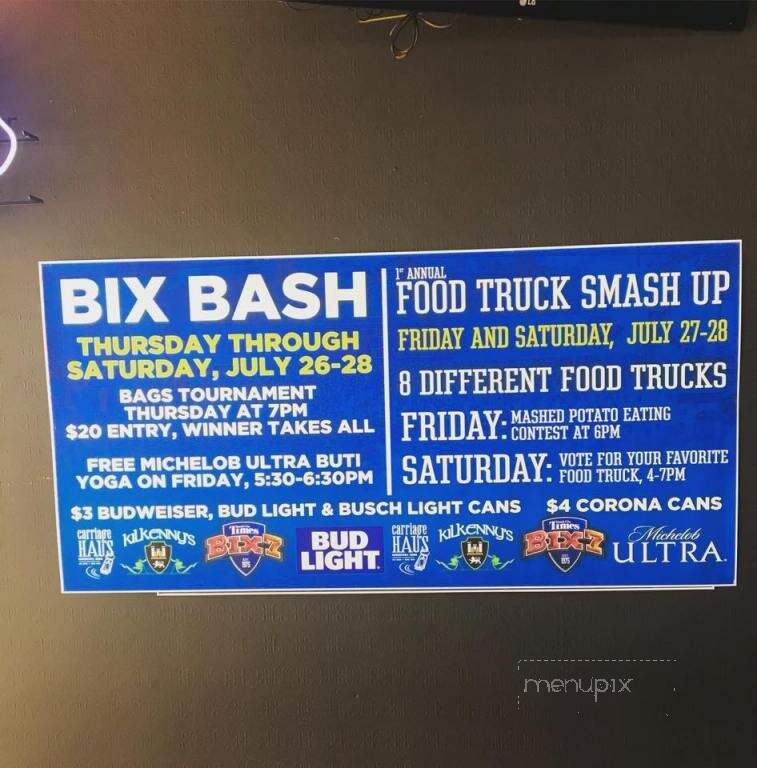 BIX BASH
THURSDAY THROUGH
SATURDAY, JULY 26-28
BAGS TOURNAMENT
THURSDAY AT 7PM
$20 ENTRY, WINNER TAKES ALL
FREE MICHELOB ULTRA BUTI
YOGA ON FRIDAY, 5:30-6:30PM
1st ANNUAL
FOOD TRUCK SMASH UP
FRIDAY AND SATURDAY, JULY 27-28
8 DIFFERENT FOOD TRUCKS
FRIDAY: MASHED POTATO EATING
CONTEST AT 6PM
SATURDAY: VOTE FOR YOUR FAVORITE
FOOD TRUCK, 4-7PM
$3 BUDWEISER, BUD LIGHT & BUSCH LIGHT CANS $4 CORONA CANS
carriage
HAUS
KILKENNY'S
Times
BIX 7
1975
BUD
LIGHT
carriage
HAUS
KILKENNY'S
Times
BIX 7
1975
Michelob
ULTRA
menupix